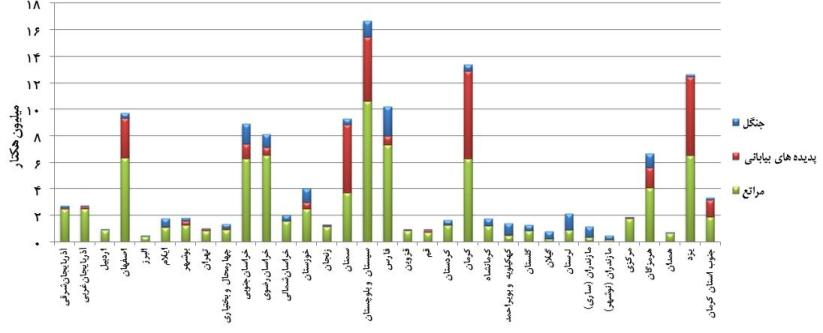 میلیون هکتار
۱۸
۱۶
۱۴
۱۲
۱۰
۸
۶
۴
۲
۰
جنگل
پدیده های بیابانی
مراتع
آذربایجان‌شرقی
آذربایجان‌غربی
اردبیل
اصفهان
البرز
ایلام
بوشهر
تهران
چهارمحال و بختیاری
خراسان‌جنوبی
خراسان‌رضوی
خراسان‌شمالی
خوزستان
زنجان
سمنان
سیستان و بلوچستان
فارس
قزوین
قم
کردستان
کرمان
کرمانشاه
کهگیلویه و بویراحمد
گلستان
گیلان
لرستان
مازندران (ساری)
مازندران (نوشهر)
مرکزی
هرمزگان
همدان
یزد
جنوب استان کرمان